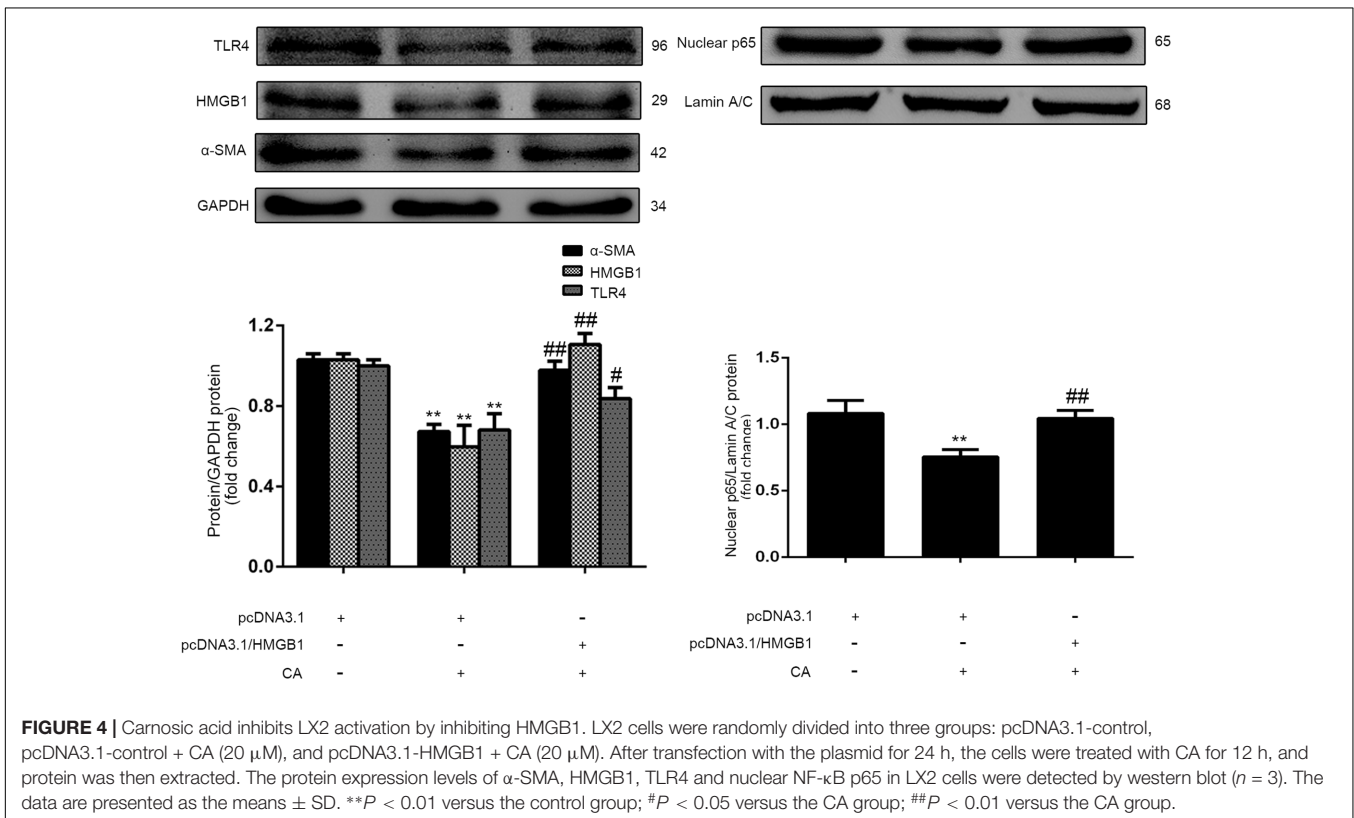 TLR4 96
HMGB1 29
α-SMA 42
GAPDH 34
Nuclear p65 65
Lamin A/C 68
α-SMA
HMGB1
TLR4
Protein/GAPDH protein
(fold change)
1.2
0.8
0.4
0.0
** ** **
## ## #
pcDNA3.1 + + -
pcDNA3.1/HMGB1 - - +
CA - + +
Nuclear p65/Lamin A/C protein
(fold change)
1.5
1.0
0.5
0.0
**
##
pcDNA3.1 + + -
pcDNA3.1/HMGB1 - - +
CA - + +
FIGURE 4 | Carnosic acid inhibits LX2 activation by inhibiting HMGB1. LX2 cells were randomly divided into three groups: pcDNA3.1-control,
pcDNA3.1-control + CA (20 μM), and pcDNA3.1-HMGB1 + CA (20 μM). After transfection with the plasmid for 24 h, the cells were treated with CA for 12 h, and
protein was then extracted. The protein expression levels of α-SMA, HMGB1, TLR4 and nuclear NF-κB p65 in LX2 cells were detected by western blot (n = 3). The
data are presented as the means ± SD. **P < 0.01 versus the control group; #P < 0.05 versus the CA group; ##P < 0.01 versus the CA group.